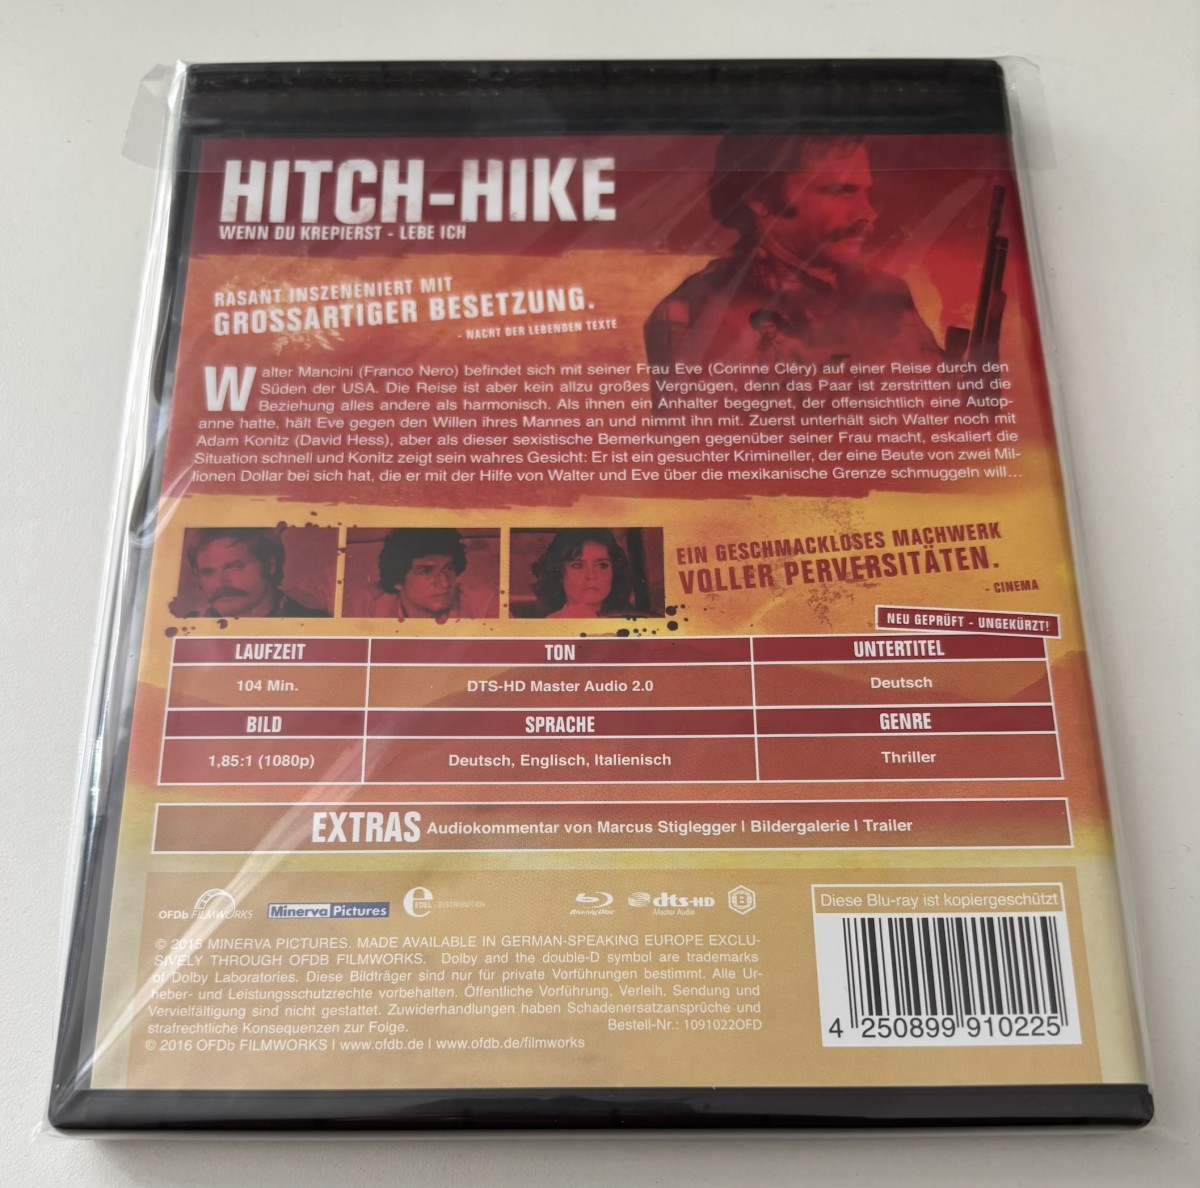 HITCH-HIKE
WENN DU KREPIERST - LEBE ICH
RASANT INSZENENIERT MIT
GROSSARTIGER BESETZUNG.
- NACHT DER LEBENDEN TEXTE
Walter Mancini (Franco Nero) befindet sich mit seiner Frau Eve (Corinne Cléry) auf einer Reise durch den
Süden der USA. Die Reise ist aber kein allzu großes Vergnügen, denn das Paar ist zerstritten und die
Beziehung alles andere als harmonisch. Als ihnen ein Anhalter begegnet, der offensichtlich eine Autop-
anne hatte, hält Eve gegen den Willen ihres Mannes an und nimmt ihn mit. Zuerst unterhält sich Walter noch mit
Adam Konitz (David Hess), aber als dieser sexistische Bemerkungen gegenüber seiner Frau macht, eskaliert die
Situation schnell und Konitz zeigt sein wahres Gesicht: Er ist ein gesuchter Krimineller, der eine Beute von zwei Mil-
lionen Dollar bei sich hat, die er mit der Hilfe von Walter und Eve über die mexikanische Grenze schmuggeln will...
EIN GESCHMACKLOSES MACHWERK
VOLLER PERVERSITÄTEN.
- CINEMA
NEU GEPRÜFT - UNGEKÜRZT!
LAUFZEIT TON UNTERTITEL
104 Min. DTS-HD Master Audio 2.0 Deutsch
BILD SPRACHE GENRE
1,85:1 (1080p) Deutsch, Englisch, Italienisch Thriller
EXTRAS Audiokommentar von Marcus Stiglegger | Bildergalerie | Trailer
OFDb FILMWORKS Minerva Pictures EDEL DISTRIBUTION Blu-ray Disc dts-HD Master Audio B
Diese Blu-ray ist kopiergeschützt
© 2015 MINERVA PICTURES. MADE AVAILABLE IN GERMAN-SPEAKING EUROPE EXCLU-
SIVELY THROUGH OFDB FILMWORKS. Dolby and the double-D symbol are trademarks
of Dolby Laboratories. Diese Bildträger sind nur für private Vorführungen bestimmt. Alle Ur-
heber- und Leistungsschutzrechte vorbehalten. Öffentliche Vorführung, Verleih, Sendung und
Vervielfältigung sind nicht gestattet. Zuwiderhandlungen haben Schadenersatzansprüche und
strafrechtliche Konsequenzen zur Folge. Bestell-Nr.: 1091022OFD
© 2016 OFDb FILMWORKS | www.ofdb.de | www.ofdb.de/filmworks
4 250899 910225